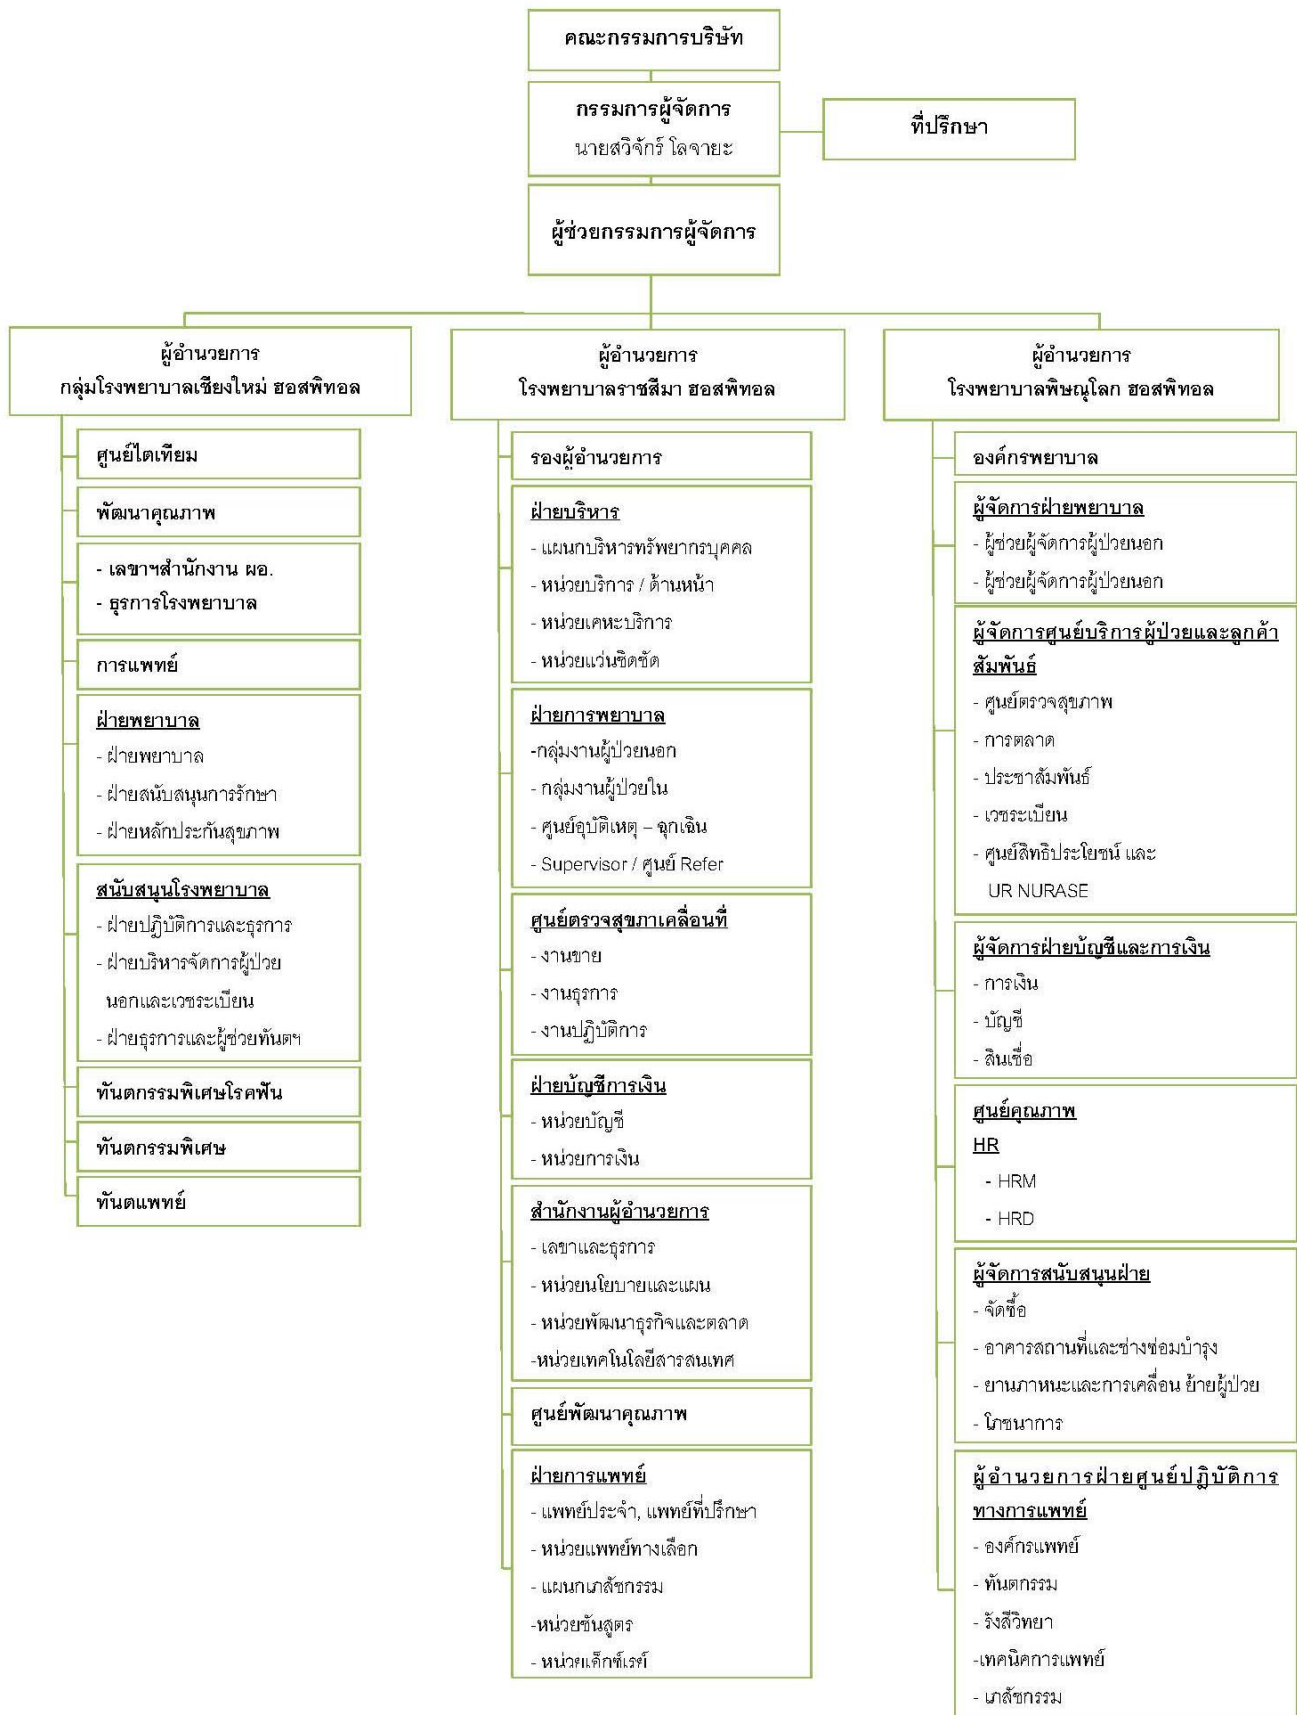 คณะกรรมการบริษัท
กรรมการผู้จัดการ
นายสวิจักร์ โลจายะ
ที่ปรึกษา
ผู้ช่วยกรรมการผู้จัดการ
ผู้อำนวยการ
กลุ่มโรงพยาบาลเชียงใหม่ ฮอสพิทอล
ศูนย์ไตเทียม
พัฒนาคุณภาพ
- เลขาฯสำนักงาน ผอ.
- ธุรการโรงพยาบาล
การแพทย์
ฝ่ายพยาบาล
- ฝ่ายพยาบาล
- ฝ่ายสนับสนุนการรักษา
- ฝ่ายหลักประกันสุขภาพ
สนับสนุนโรงพยาบาล
- ฝ่ายปฏิบัติการและธุรการ
- ฝ่ายบริหารจัดการผู้ป่วย
นอกและเวชระเบียน
- ฝ่ายธุรการและผู้ช่วยทันตฯ
ทันตกรรมพิเศษโรคฟัน
ทันตกรรมพิเศษ
ทันตแพทย์
ผู้อำนวยการ
โรงพยาบาลราชสีมา ฮอสพิทอล
รองผู้อำนวยการ
ฝ่ายบริหาร
- แผนกบริหารทรัพยากรบุคคล
- หน่วยบริการ / ด้านหน้า
- หน่วยเคหะบริการ
- หน่วยแว่นชิดชัด
ฝ่ายการพยาบาล
-กลุ่มงานผู้ป่วยนอก
- กลุ่มงานผู้ป่วยใน
- ศูนย์อุบัติเหตุ – ฉุกเฉิน
- Supervisor / ศูนย์ Refer
ศูนย์ตรวจสุขภาเคลื่อนที่
- งานขาย
- งานธุรการ
- งานปฏิบัติการ
ฝ่ายบัญชีการเงิน
- หน่วยบัญชี
- หน่วยการเงิน
สำนักงานผู้อำนวยการ
- เลขาและธุรการ
- หน่วยนโยบายและแผน
- หน่วยพัฒนาธุรกิจและตลาด
-หน่วยเทคโนโลยีสารสนเทศ
ศูนย์พัฒนาคุณภาพ
ฝ่ายการแพทย์
- แพทย์ประจำ, แพทย์ที่ปรึกษา
- หน่วยแพทย์ทางเลือก
- แผนกเภสัชกรรม
-หน่วยชันสูตร
- หน่วยเอ็กซ์เรย์
ผู้อำนวยการ
โรงพยาบาลพิษณุโลก ฮอสพิทอล
องค์กรพยาบาล
ผู้จัดการฝ่ายพยาบาล
- ผู้ช่วยผู้จัดการผู้ป่วยนอก
- ผู้ช่วยผู้จัดการผู้ป่วยนอก
ผู้จัดการศูนย์บริการผู้ป่วยและลูกค้า
สัมพันธ์
- ศูนย์ตรวจสุขภาพ
- การตลาด
- ประชาสัมพันธ์
- เวชระเบียน
- ศูนย์สิทธิประโยชน์ และ
UR NURASE
ผู้จัดการฝ่ายบัญชีและการเงิน
- การเงิน
- บัญชี
- สินเชื่อ
ศูนย์คุณภาพ
HR
- HRM
- HRD
ผู้จัดการสนับสนุนฝ่าย
- จัดซื้อ
- อาคารสถานที่และช่างซ่อมบำรุง
- ยานภาหนะและการเคลื่อน ย้ายผู้ป่วย
- โภชนาการ
ผู้อำนวยการฝ่ายศูนย์ปฏิบัติการ
ทางการแพทย์
- องค์กรแพทย์
- ทันตกรรม
- รังสีวิทยา
-เทคนิคการแพทย์
- เภสัชกรรม